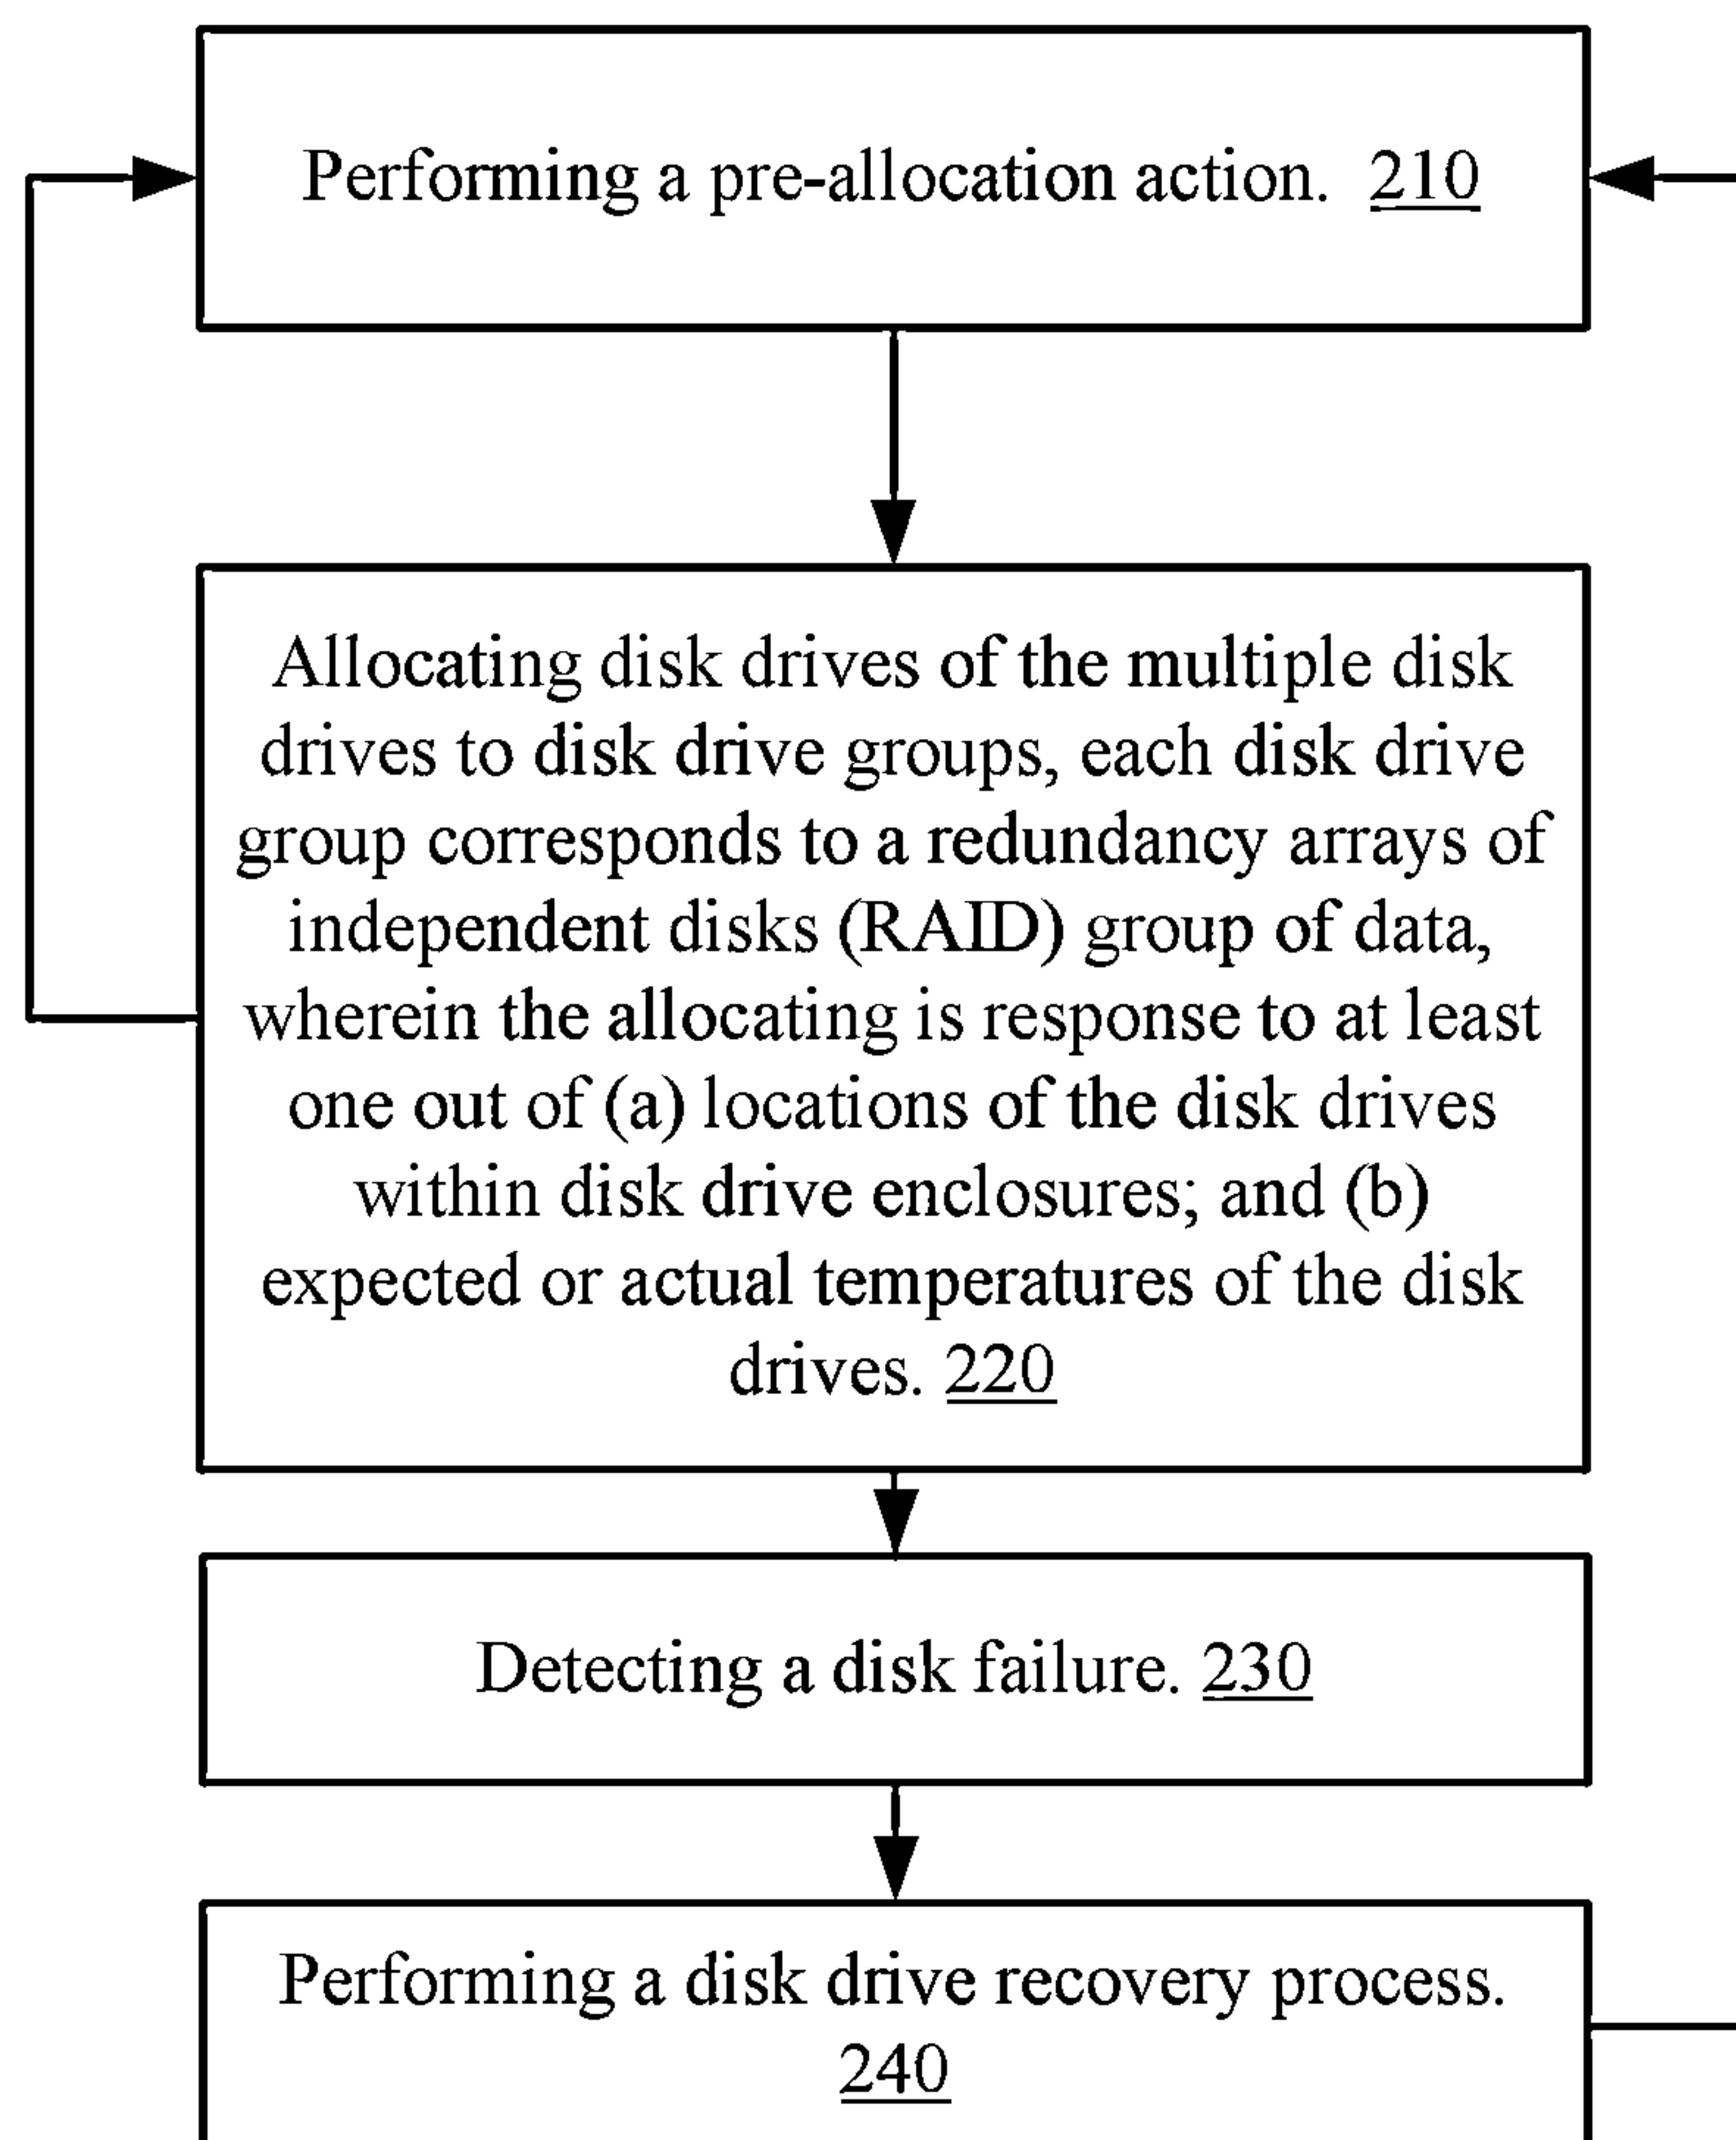 Performing a pre-allocation action. 210
Allocating disk drives of the multiple disk
drives to disk drive groups, each disk drive
group corresponds to a redundancy arrays of
independent disks (RAID) group of data,
wherein the allocating is response to at least
one out of (a) locations of the disk drives
within disk drive enclosures; and (b)
expected or actual temperatures of the disk
drives. 220
Detecting a disk failure. 230
Performing a disk drive recovery process.
240